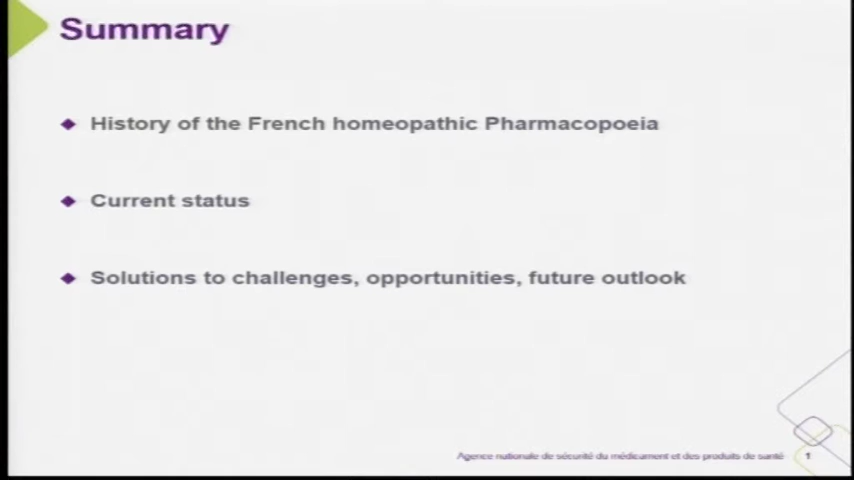 Summary
History of the French homeopathic Pharmacopoeia
Current status
Solutions to challenges, opportunities, future outlook
Agence nationale de sécurité du médicament et des produits de santé 1